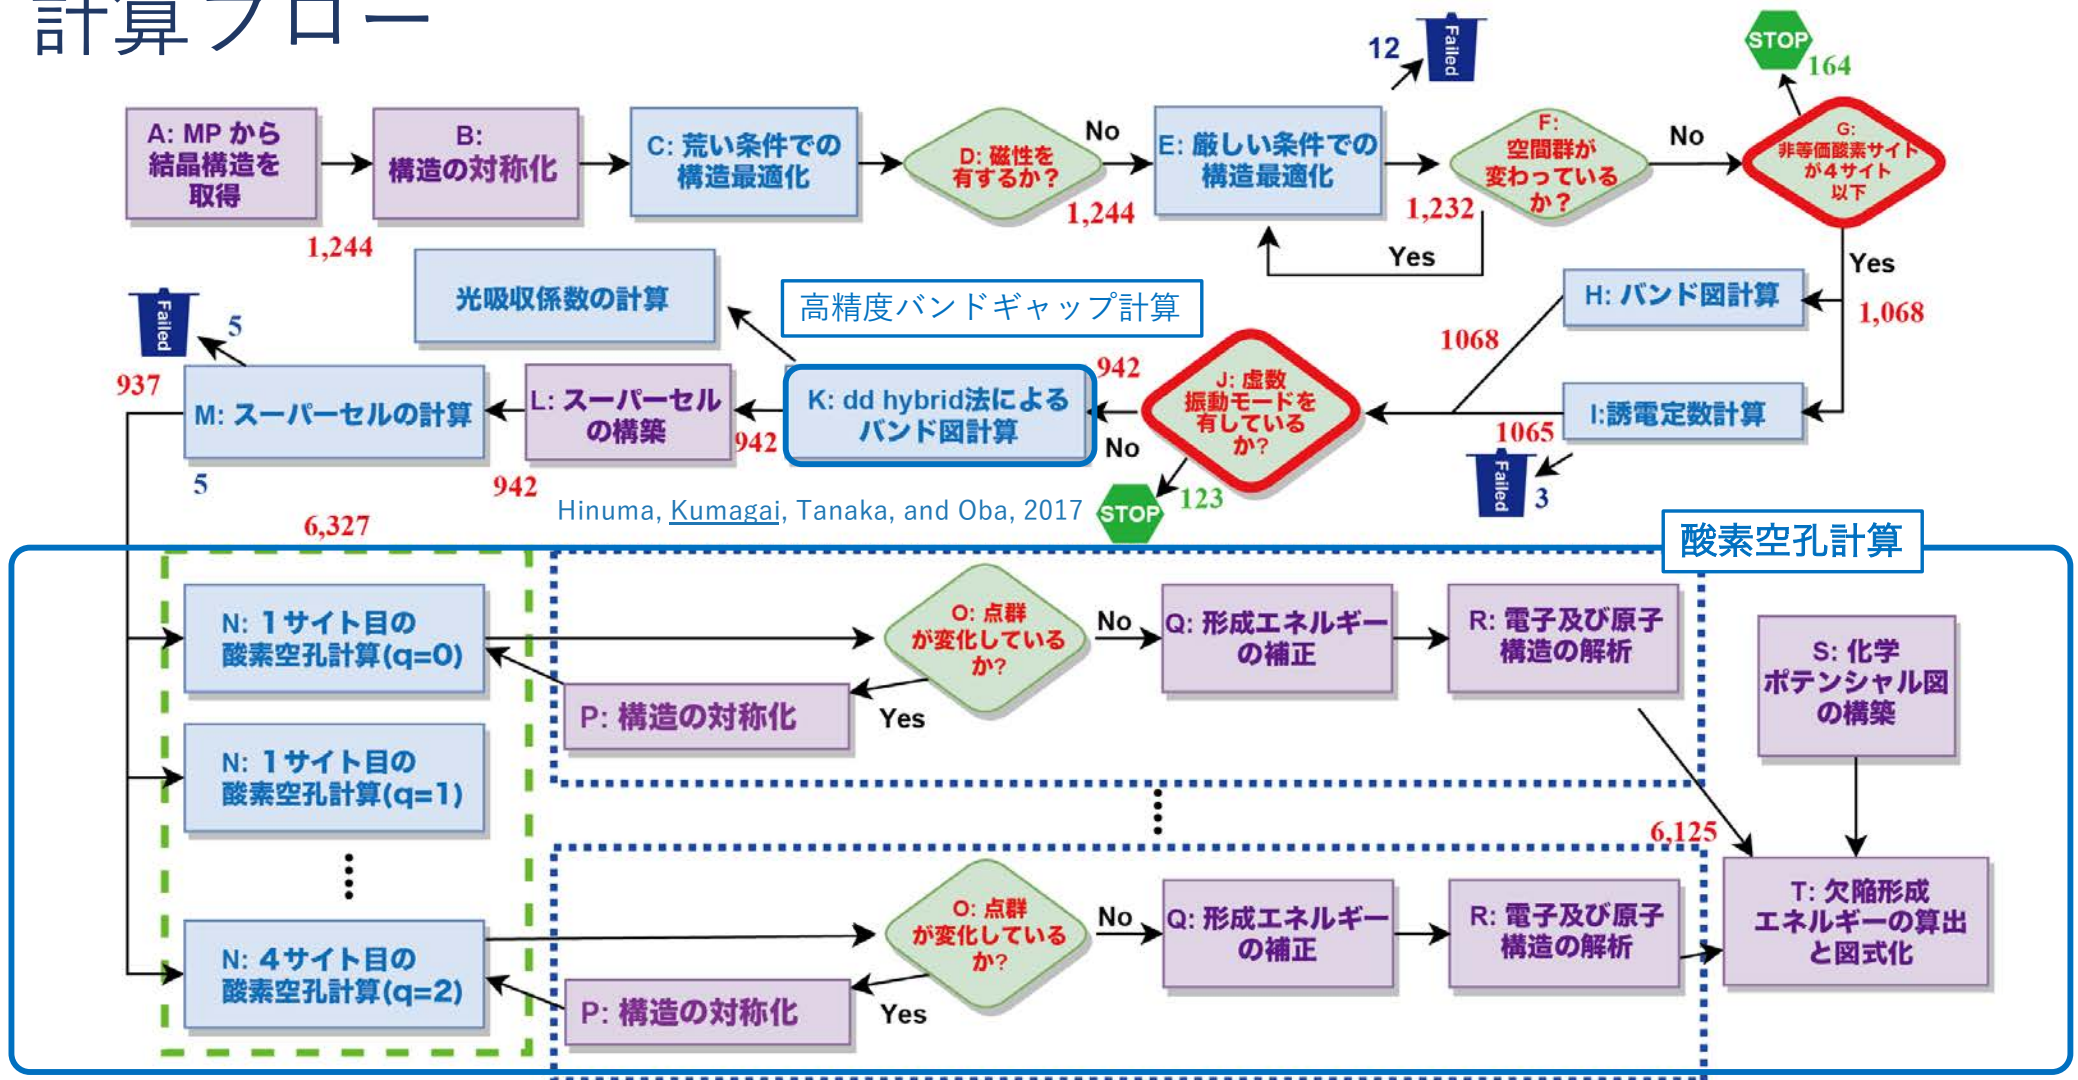 計算フロー
A: MP から
結晶構造を
取得
1,244
B:
構造の対称化
C: 荒い条件での
構造最適化
D: 磁性を
有するか？
No
1,244
E: 厳しい条件での
構造最適化
12
Failed
1,232
F:
空間群が
変わっている
か？
Yes
No
G:
非等価酸素サイト
が４サイト
以下
STOP
164
Yes
1,068
H: バンド図計算
1068
I:誘電定数計算
1065
Failed
3
J: 虚数
振動モードを
有している
か?
STOP
123
No
942
高精度バンドギャップ計算
K: dd hybrid法による
バンド図計算
光吸収係数の計算
942
L: スーパーセル
の構築
942
M: スーパーセルの計算
5
Failed
5
937
Hinuma, Kumagai, Tanaka, and Oba, 2017
酸素空孔計算
6,327
N: 1サイト目の
酸素空孔計算(q=0)
N: 1サイト目の
酸素空孔計算(q=1)
N: 4サイト目の
酸素空孔計算(q=2)
O: 点群
が変化している
か?
Yes
P: 構造の対称化
No
Q: 形成エネルギー
の補正
R: 電子及び原子
構造の解析
O: 点群
が変化している
か?
Yes
P: 構造の対称化
No
Q: 形成エネルギー
の補正
R: 電子及び原子
構造の解析
6,125
S: 化学
ポテンシャル図
の構築
T: 欠陥形成
エネルギーの算出
と図式化